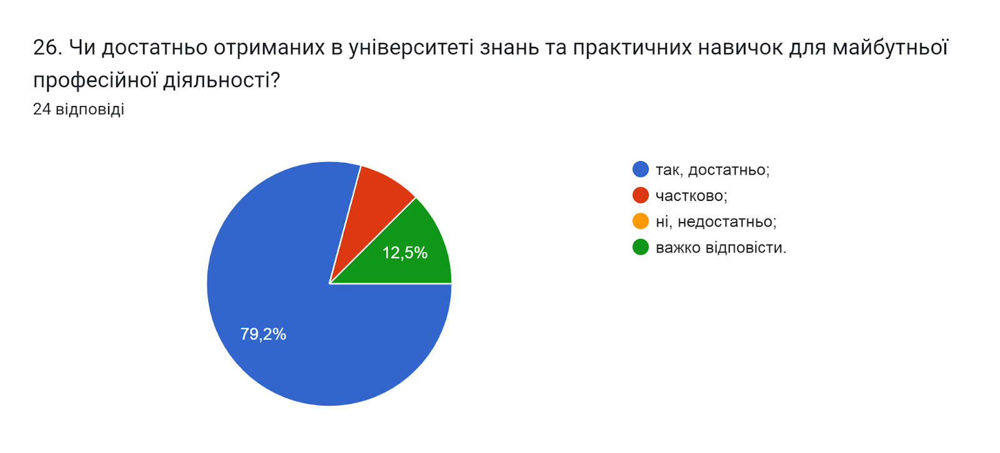 26. Чи достатньо отриманих в університеті знань та практичних навичок для майбутньої
професійної діяльності?
24 відповіді
так, достатньо;
частково;
ні, недостатньо;
важко відповісти.
12,5%
79,2%